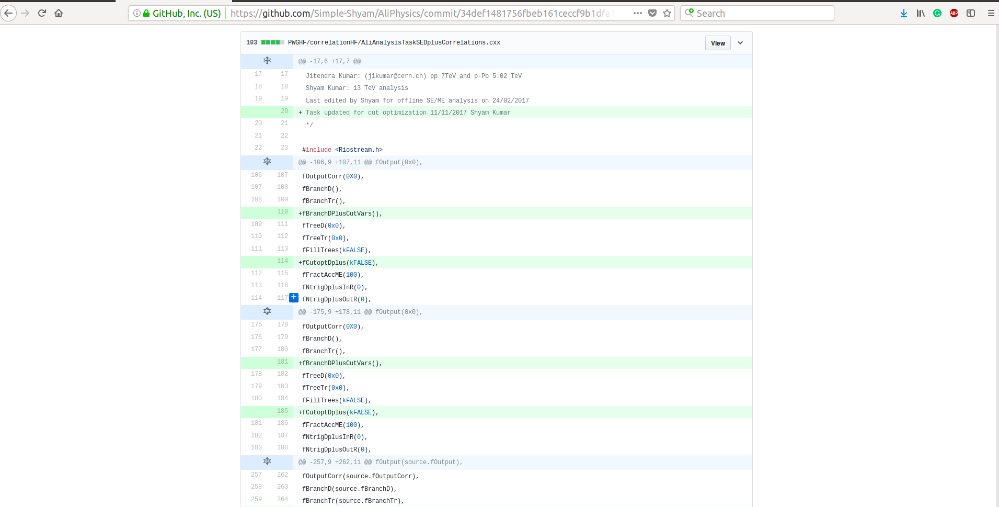 GitHub, Inc. (US) https://github.com/Simple-Shyam/AliPhysics/commit/34def1481756fbeb161ceccf9b1dfa1 Search ABP
103 PWGHF/correlationHF/AliAnalysisTaskSEDplusCorrelations.cxx View
@@ -17,6 +17,7 @@
17 17 Jitendra Kumar: (jikumar@cern.ch) pp 7TeV and p-Pb 5.02 TeV
18 18 Shyam Kumar: 13 TeV analysis
19 19 Last edited by Shyam for offline SE/ME analysis on 24/02/2017
20 + Task updated for cut optimization 11/11/2017 Shyam Kumar
20 21 */
21 22
22 23 #include <Riostream.h>
@@ -106,9 +107,11 @@ fOutput(0x0),
106 107 fOutputCorr(0X0),
107 108 fBranchD(),
108 109 fBranchTr(),
110 +fBranchDPlusCutVars(),
109 111 fTreeD(0x0),
110 112 fTreeTr(0x0),
111 113 fFillTrees(kFALSE),
114 +fCutoptDplus(kFALSE),
112 115 fFractAccME(100),
113 116 fNtrigDplusInR(0),
114 117 + fNtrigDplusOutR(0),
@@ -175,9 +178,11 @@ fOutput(0x0),
175 178 fOutputCorr(0X0),
176 179 fBranchD(),
177 180 fBranchTr(),
181 +fBranchDPlusCutVars(),
178 182 fTreeD(0x0),
179 183 fTreeTr(0x0),
180 184 fFillTrees(kFALSE),
185 +fCutoptDplus(kFALSE),
181 186 fFractAccME(100),
182 187 fNtrigDplusInR(0),
183 188 fNtrigDplusOutR(0),
@@ -257,9 +262,11 @@ fOutput(source.fOutput),
257 262 fOutputCorr(source.fOutputCorr),
258 263 fBranchD(source.fBranchD),
259 264 fBranchTr(source.fBranchTr),